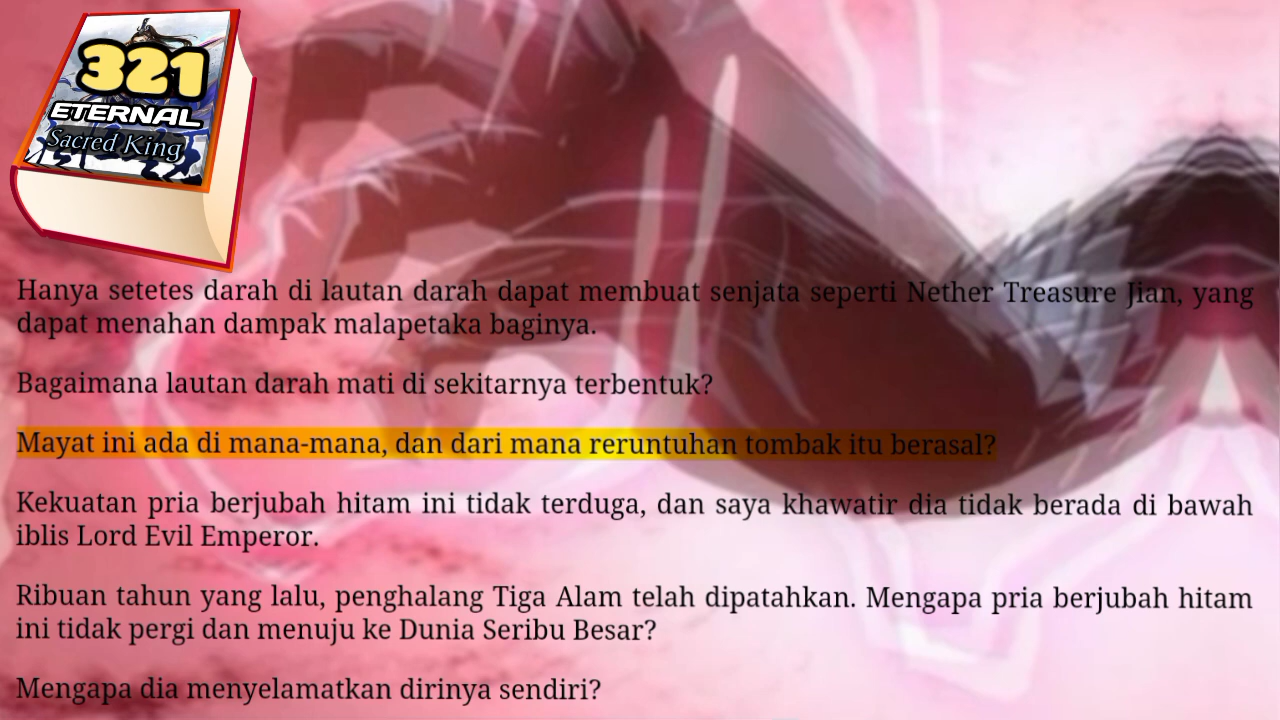 321
ETERNAL
Sacred King
Hanya setetes darah di lautan darah dapat membuat senjata seperti Nether Treasure Jian, yang
dapat menahan dampak malapetaka baginya.
Bagaimana lautan darah mati di sekitarnya terbentuk?
Mayat ini ada di mana-mana, dan dari mana reruntuhan tombak itu berasal?
Kekuatan pria berjubah hitam ini tidak terduga, dan saya khawatir dia tidak berada di bawah
iblis Lord Evil Emperor.
Ribuan tahun yang lalu, penghalang Tiga Alam telah dipatahkan. Mengapa pria berjubah hitam
ini tidak pergi dan menuju ke Dunia Seribu Besar?
Mengapa dia menyelamatkan dirinya sendiri?